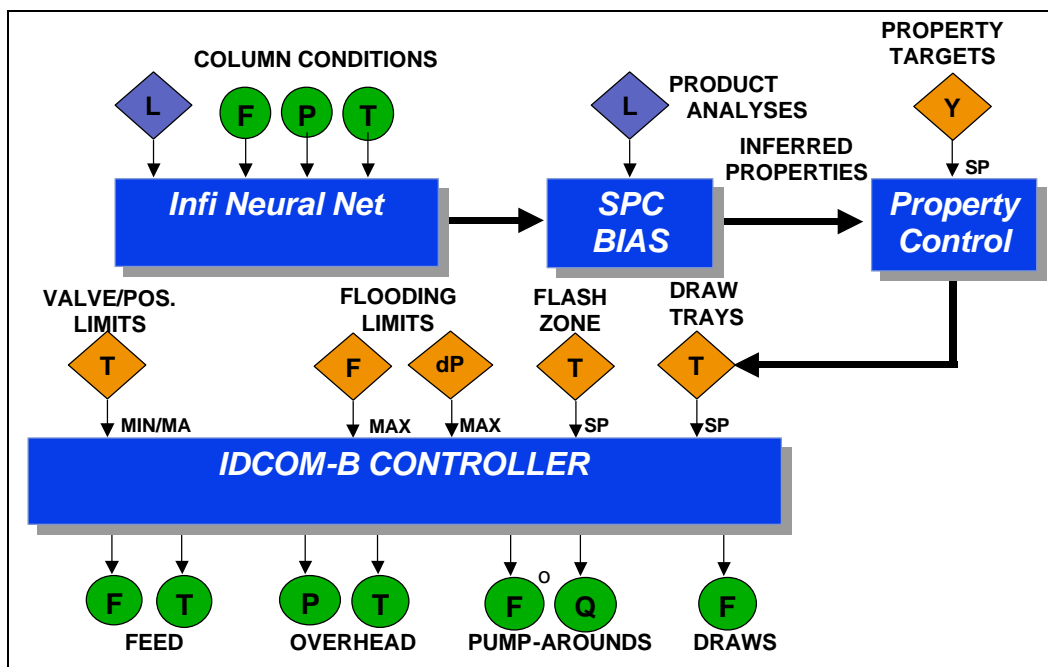 COLUMN CONDITIONS
PROPERTY
TARGETS
L
F
P
T
L
PRODUCT
ANALYSES
Y
INFERRED
PROPERTIES
SP
Infi Neural Net
SPC
BIAS
Property
Control
VALVE/POS.
LIMITS
FLOODING
LIMITS
FLASH
ZONE
DRAW
TRAYS
T
F
dP
T
T
MIN/MA
MAX
MAX
SP
SP
IDCOM-B CONTROLLER
F
T
P
T
F
o
Q
F
FEED
OVERHEAD
PUMP-AROUNDS
DRAWS